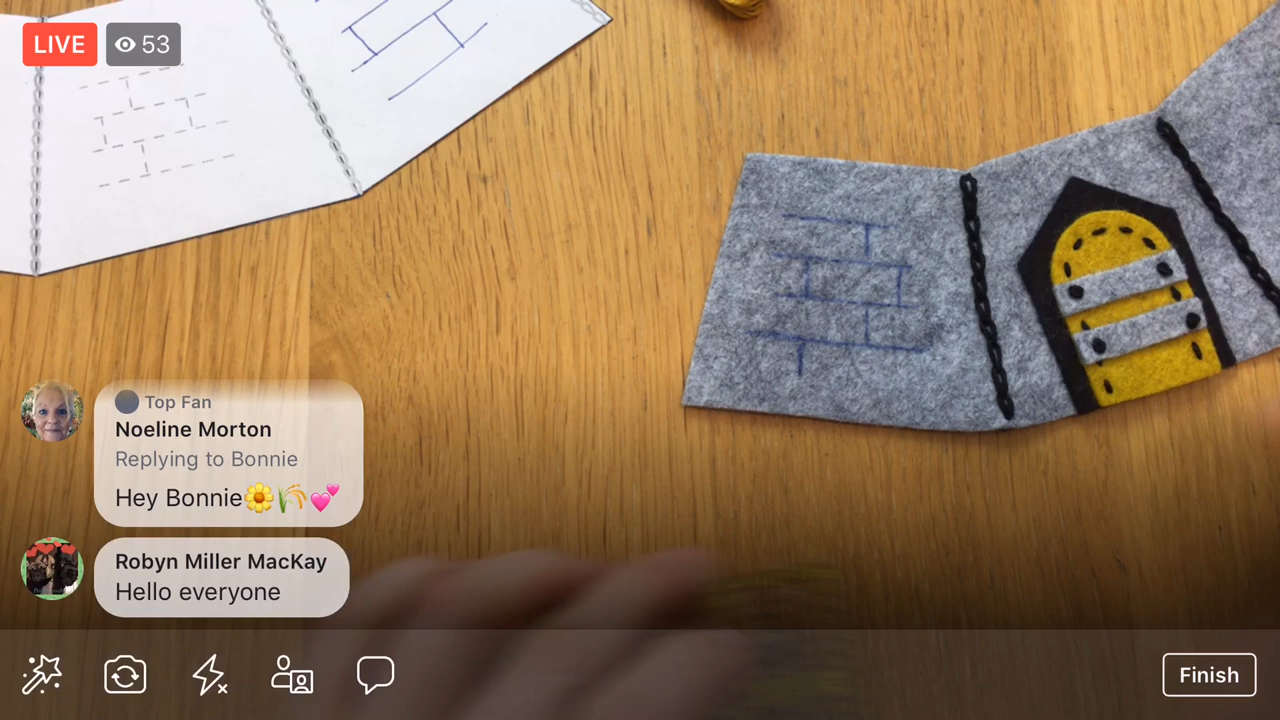 LIVE 53
Top Fan
Noeline Morton
Replying to Bonnie
Hey Bonnie🌼🌾💕
Robyn Miller MacKay
Hello everyone
Finish